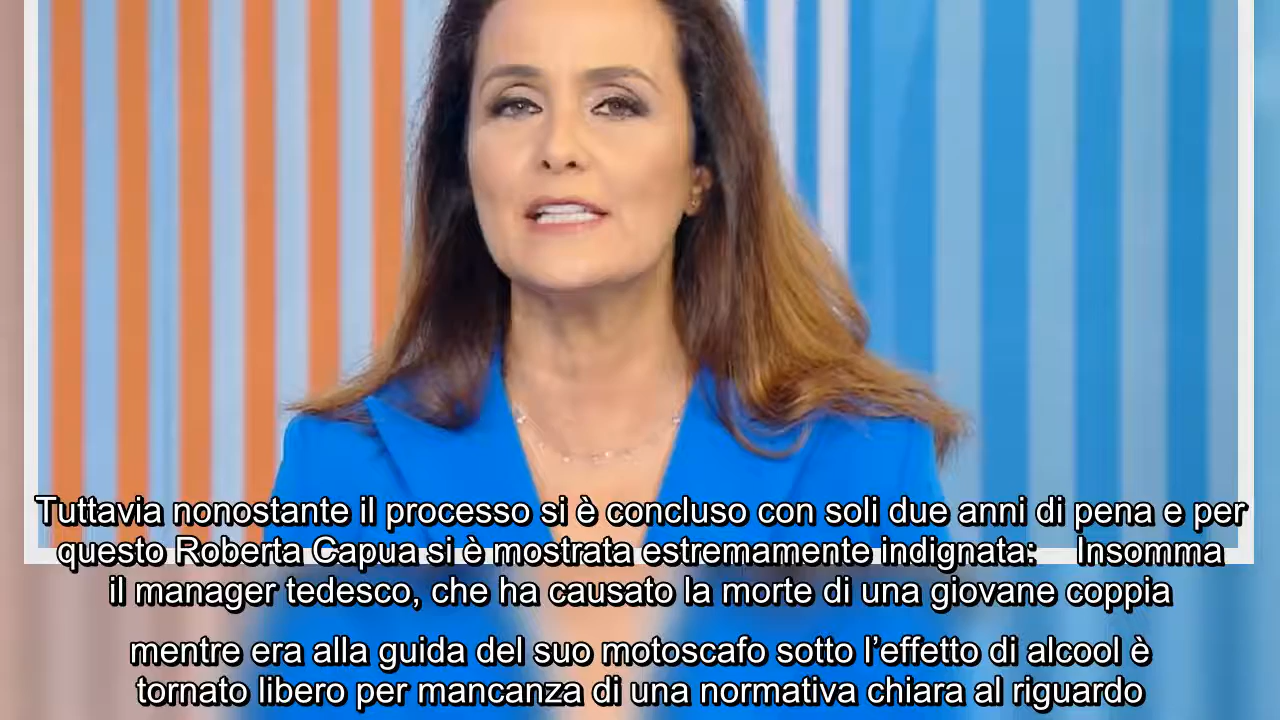 Tuttavia nonostante il processo si è concluso con soli due anni di pena e per
questo Roberta Capua si è mostrata estremamente indignata: Insomma
il manager tedesco, che ha causato la morte di una giovane coppia
mentre era alla guida del suo motoscafo sotto l’effetto di alcool è
tornato libero per mancanza di una normativa chiara al riguardo